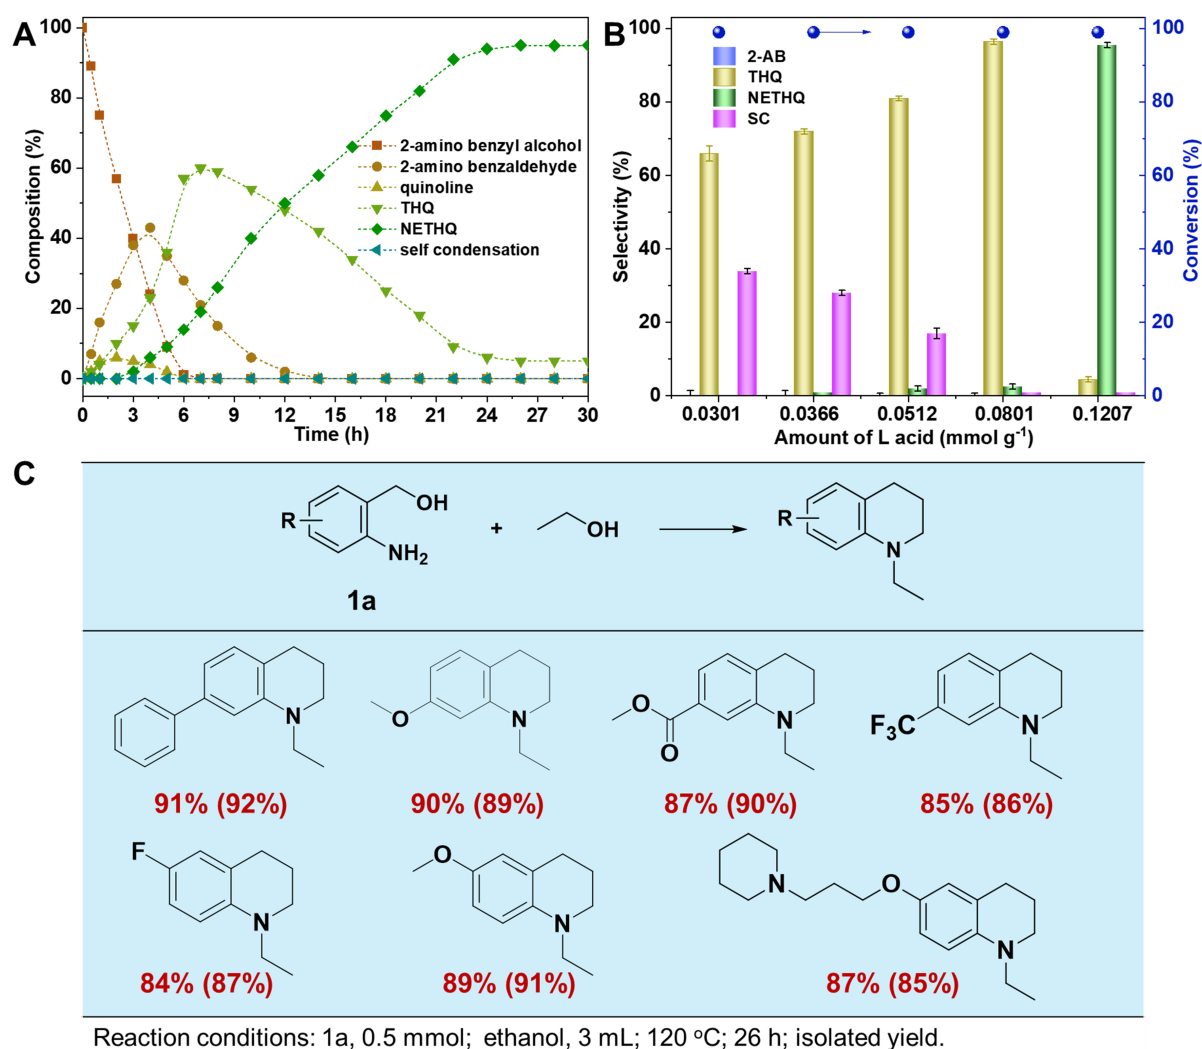 A
Composition (%)
100
80
60
40
20
0
2-amino benzyl alcohol
2-amino benzaldehyde
quinoline
THQ
NETHQ
self condensation
0 3 6 9 12 15 18 21 24 27 30
Time (h)
B
Selectivity (%)
100
80
60
40
20
0
2-AB
THQ
NETHQ
SC
100
80
60
40
20
0
Conversion (%)
0.0301 0.0366 0.0512 0.0801 0.1207
Amount of L acid (mmol g⁻¹)
C
R
OH
NH₂
1a
+
OH
R
N
N
O
N
O
O
N
F₃C
N
91% (92%)
90% (89%)
87% (90%)
85% (86%)
F
N
O
N
N
O
N
84% (87%)
89% (91%)
87% (85%)
Reaction conditions: 1a, 0.5 mmol; ethanol, 3 mL; 120 °C; 26 h; isolated yield.